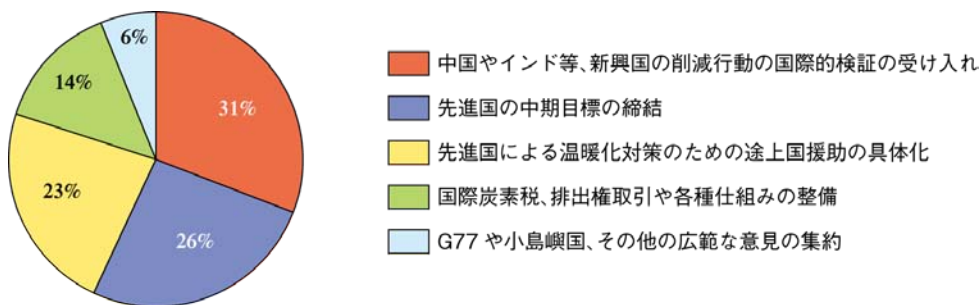 6%
14%
31%
23%
26%
中国やインド等、新興国の削減行動の国際的検証の受け入れ
先進国の中期目標の締結
先進国による温暖化対策のための途上国援助の具体化
国際炭素税、排出権取引や各種仕組みの整備
G77 や小島嶼国、その他の広範な意見の集約